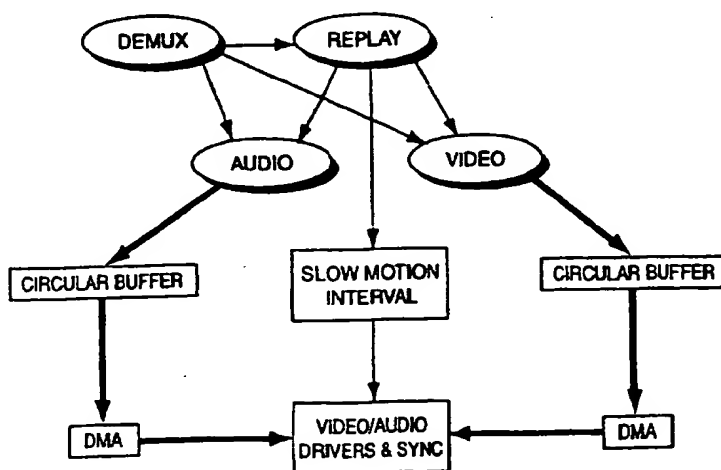 DEMUX
REPLAY
AUDIO
VIDEO
CIRCULAR BUFFER
SLOW MOTION
INTERVAL
CIRCULAR BUFFER
DMA
VIDEO/AUDIO
DRIVERS & SYNC
DMA